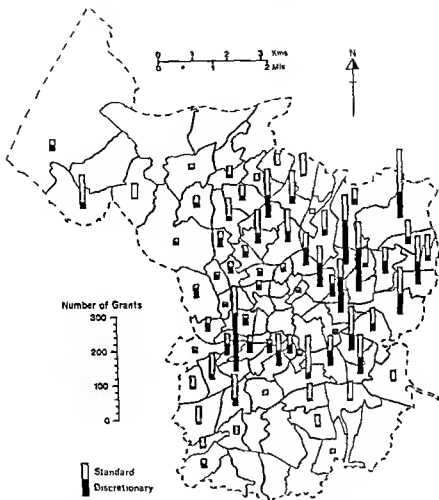 0 1 2 3 Kms
0 1 2 Mls
N
Number of Grants
300
200
100
0
Standard
Discretionary